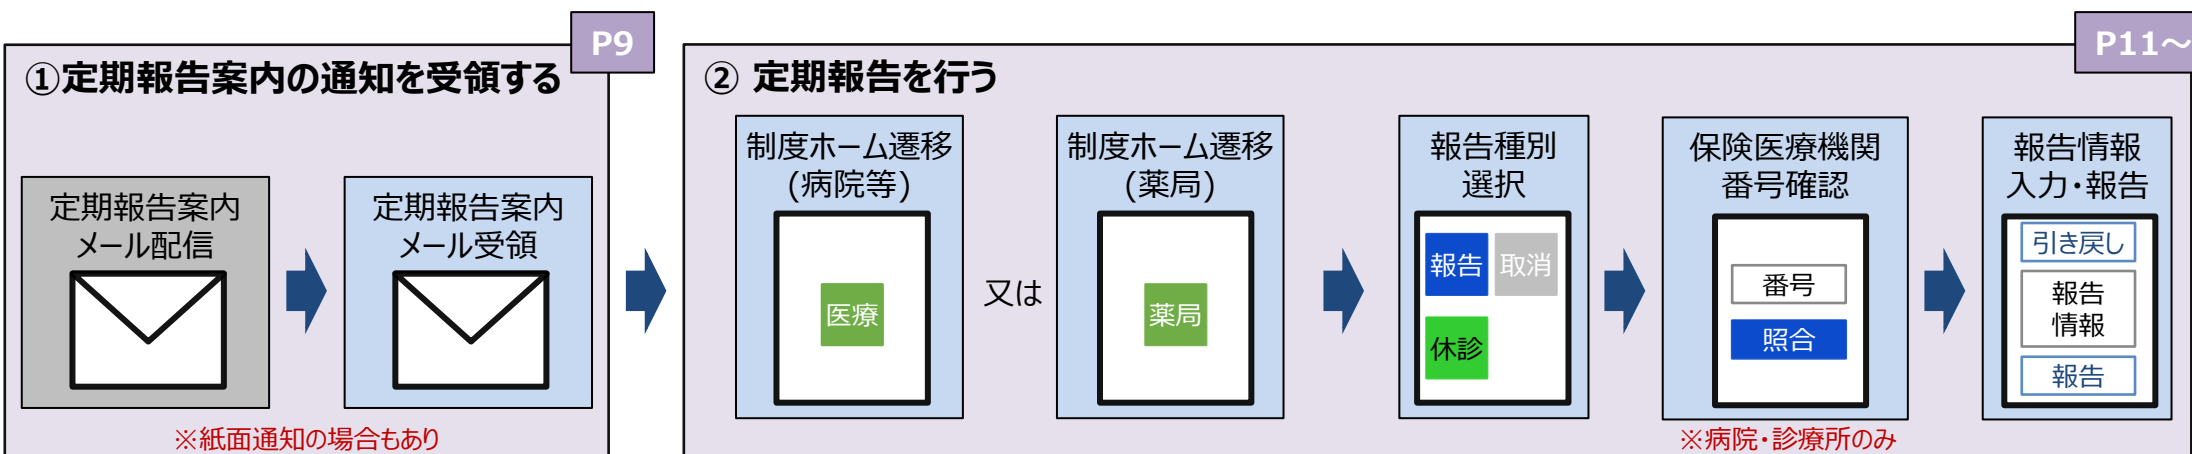 P9
①定期報告案内の通知を受領する
定期報告案内
メール配信
定期報告案内
メール受領
※紙面通知の場合もあり
P11～
② 定期報告を行う
制度ホーム遷移
(病院等)
医療
又は
制度ホーム遷移
(薬局)
薬局
報告種別
選択
報告 取消
休診
保険医療機関
番号確認
番号
照合
※病院・診療所のみ
報告情報
入力・報告
引き戻し
報告
情報
報告